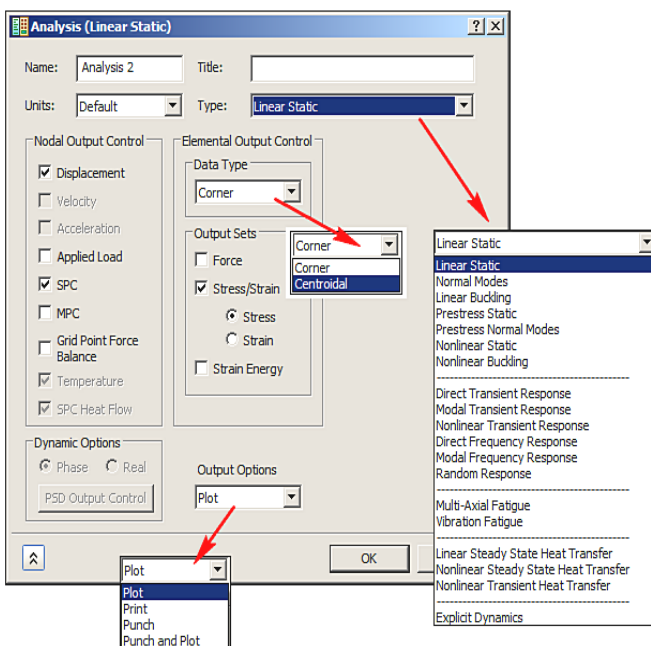 Analysis (Linear Static)
Name: Analysis 2 Title:
Units: Default Type: Linear Static
Nodal Output Control
Displacement
Velocity
Acceleration
Applied Load
SPC
MPC
Grid Point Force
Balance
Temperature
SPC Heat Flow
Elemental Output Control
Data Type
Corner
Output Sets
Force
Stress/Strain
Stress
Strain
Strain Energy
Corner
Corner
Centroidal
Linear Static
Linear Static
Normal Modes
Linear Buckling
Prestress Static
Prestress Normal Modes
Nonlinear Static
Nonlinear Buckling
Direct Transient Response
Modal Transient Response
Nonlinear Transient Response
Direct Frequency Response
Modal Frequency Response
Random Response
Multi-Axial Fatigue
Vibration Fatigue
Linear Steady State Heat Transfer
Nonlinear Steady State Heat Transfer
Nonlinear Transient Heat Transfer
Explicit Dynamics
Dynamic Options
Phase Real
PSD Output Control
Output Options
Plot
OK
Plot
Plot
Print
Punch
Punch and Plot